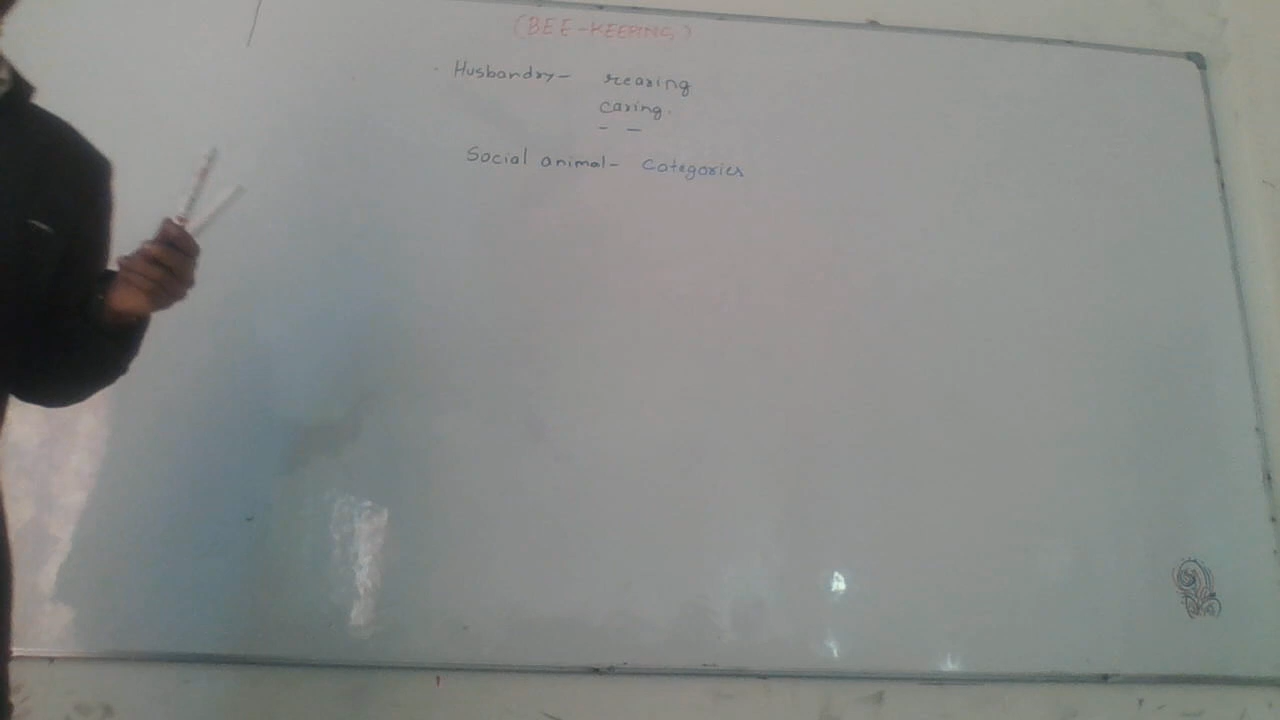 (BEE-KEEPING)
Husbandry- rearing
caring.
- -
Social animal- Categories